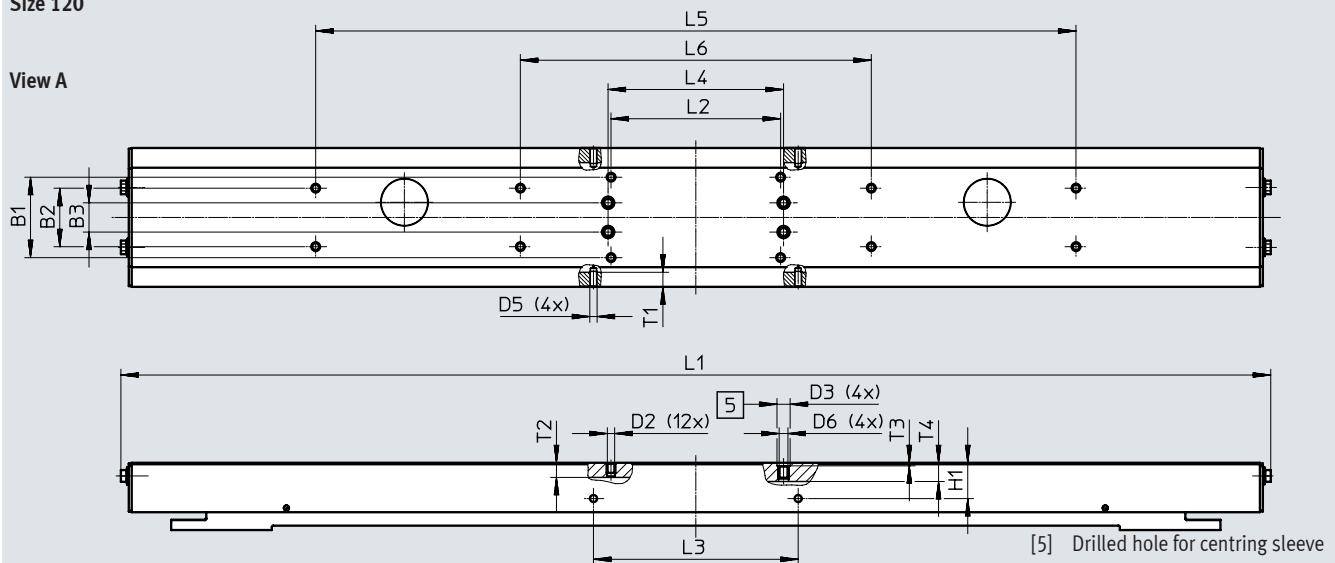 Size 120
L5
L6
View A
L4
L2
B1
B2
B3
D5 (4x)
T1
L1
5
D3 (4x)
T2
D2 (12x)
D6 (4x)
T3
T4
H1
L3
[5] Drilled hole for centring sleeve